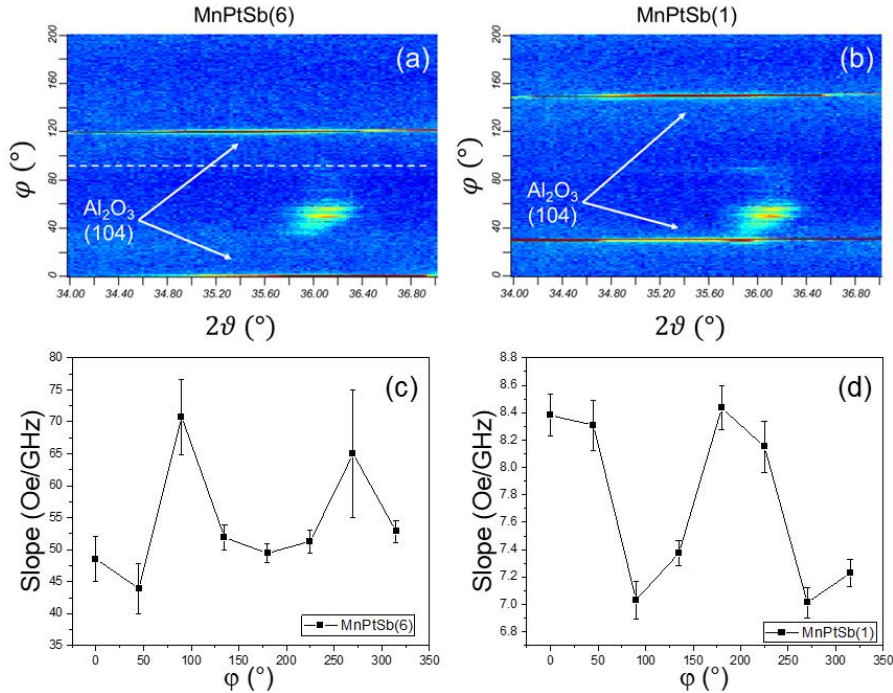 MnPtSb(6)
MnPtSb(1)
(a)
(b)
200
160
120
80
40
0
φ (°)
Al₂O₃
(104)
34.00 34.40 34.80 35.20 35.60 36.00 36.40 36.80
2ϑ (°)
200
160
120
80
40
0
φ (°)
Al₂O₃
(104)
34.00 34.40 34.80 35.20 35.60 36.00 36.40 36.80
2ϑ (°)
(c)
80
75
70
65
60
55
50
45
40
35
Slope (Oe/GHz)
MnPtSb(6)
0 50 100 150 200 250 300 350
φ (°)
(d)
8.8
8.6
8.4
8.2
8.0
7.8
7.6
7.4
7.2
7.0
6.8
Slope (Oe/GHz)
MnPtSb(1)
0 50 100 150 200 250 300 350
φ (°)